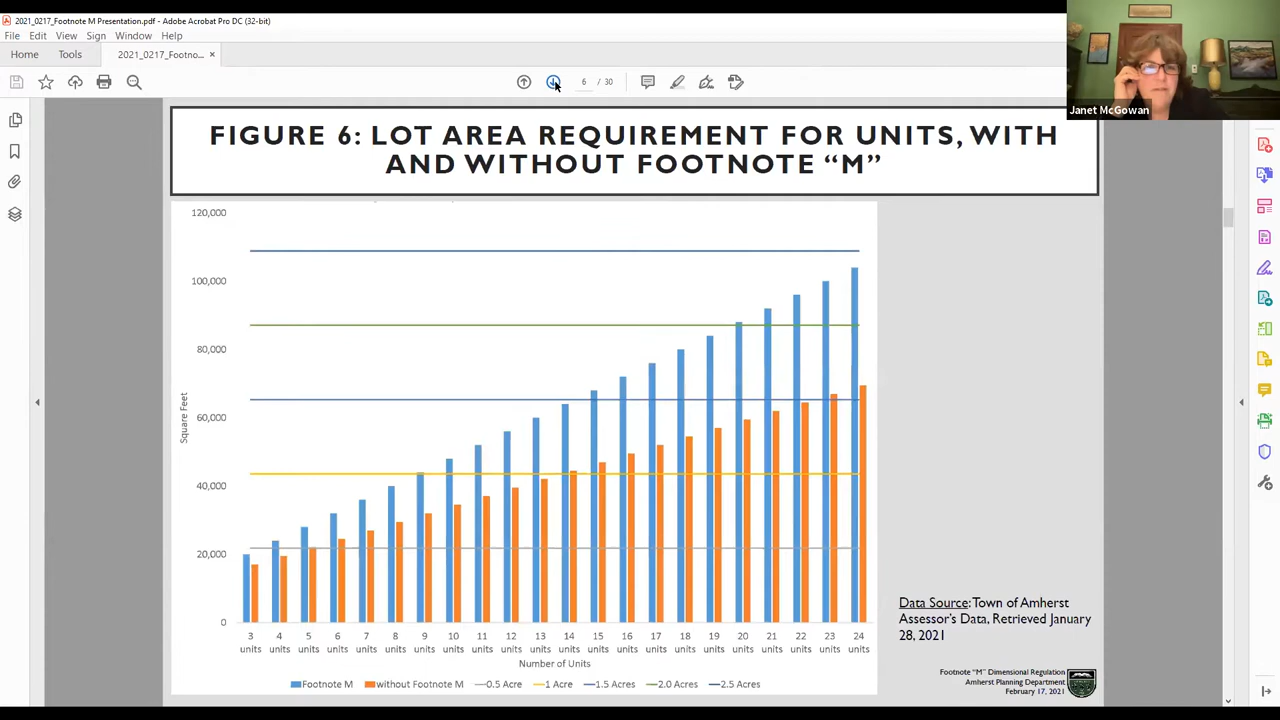 2021_0217_Footnote M Presentation.pdf - Adobe Acrobat Pro DC (32-bit)
File Edit View Sign Window Help
Home Tools 2021_0217_Footno... ×
6 / 30
Janet McGowan
FIGURE 6: LOT AREA REQUIREMENT FOR UNITS, WITH
AND WITHOUT FOOTNOTE “M”
120,000
100,000
80,000
60,000
40,000
20,000
0
Square Feet
3 4 5 6 7 8 9 10 11 12 13 14 15 16 17 18 19 20 21 22 23 24
units units units units units units units units units units units units units units units units units units units units units units
Number of Units
Footnote M without Footnote M 0.5 Acre 1 Acre 1.5 Acres 2.0 Acres 2.5 Acres
Data Source: Town of Amherst
Assessor's Data, Retrieved January
28, 2021
Footnote “M” Dimensional Regulation
Amherst Planning Department
February 17, 2021